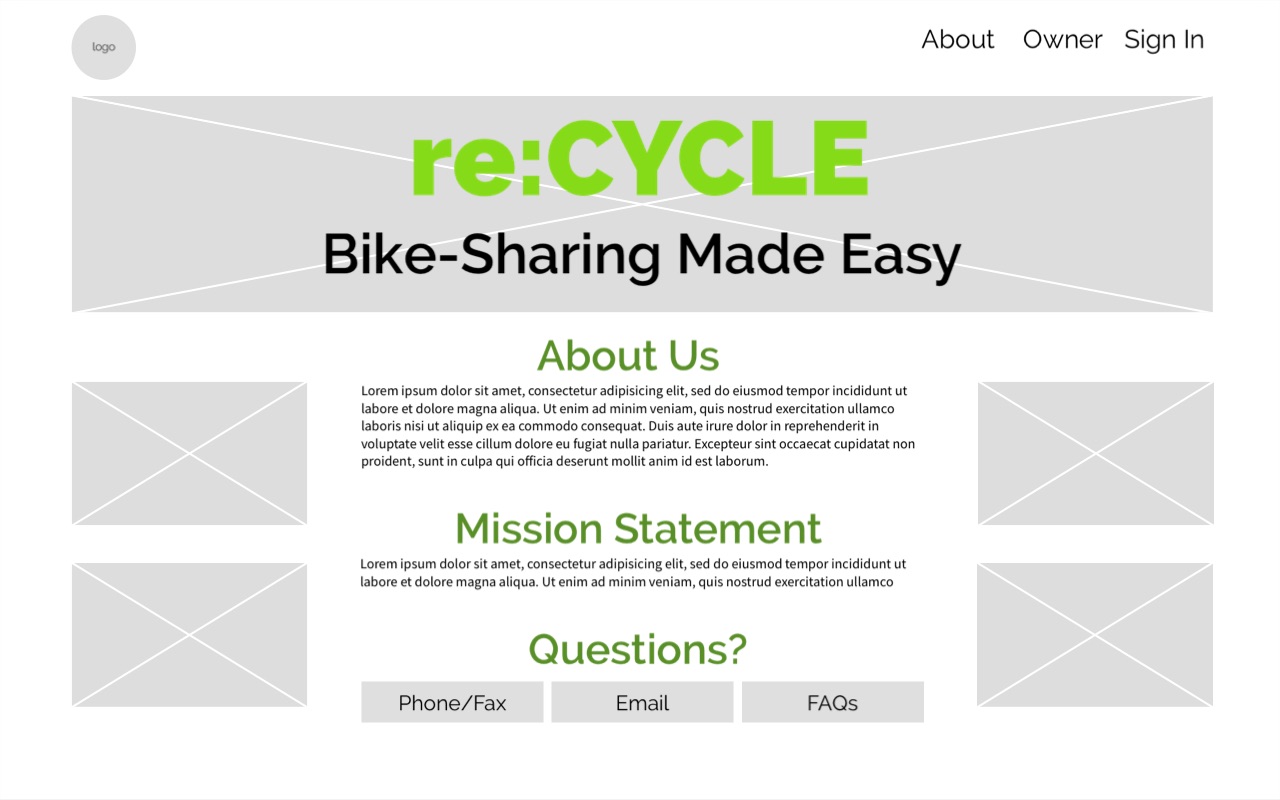 logo
About Owner Sign In
re:CYCLE
Bike-Sharing Made Easy
About Us
Lorem ipsum dolor sit amet, consectetur adipisicing elit, sed do eiusmod tempor incididunt ut
labore et dolore magna aliqua. Ut enim ad minim veniam, quis nostrud exercitation ullamco
laboris nisi ut aliquip ex ea commodo consequat. Duis aute irure dolor in reprehenderit in
voluptate velit esse cillum dolore eu fugiat nulla pariatur. Excepteur sint occaecat cupidatat non
proident, sunt in culpa qui officia deserunt mollit anim id est laborum.
Mission Statement
Lorem ipsum dolor sit amet, consectetur adipisicing elit, sed do eiusmod tempor incididunt ut
labore et dolore magna aliqua. Ut enim ad minim veniam, quis nostrud exercitation ullamco
Questions?
Phone/Fax Email FAQs